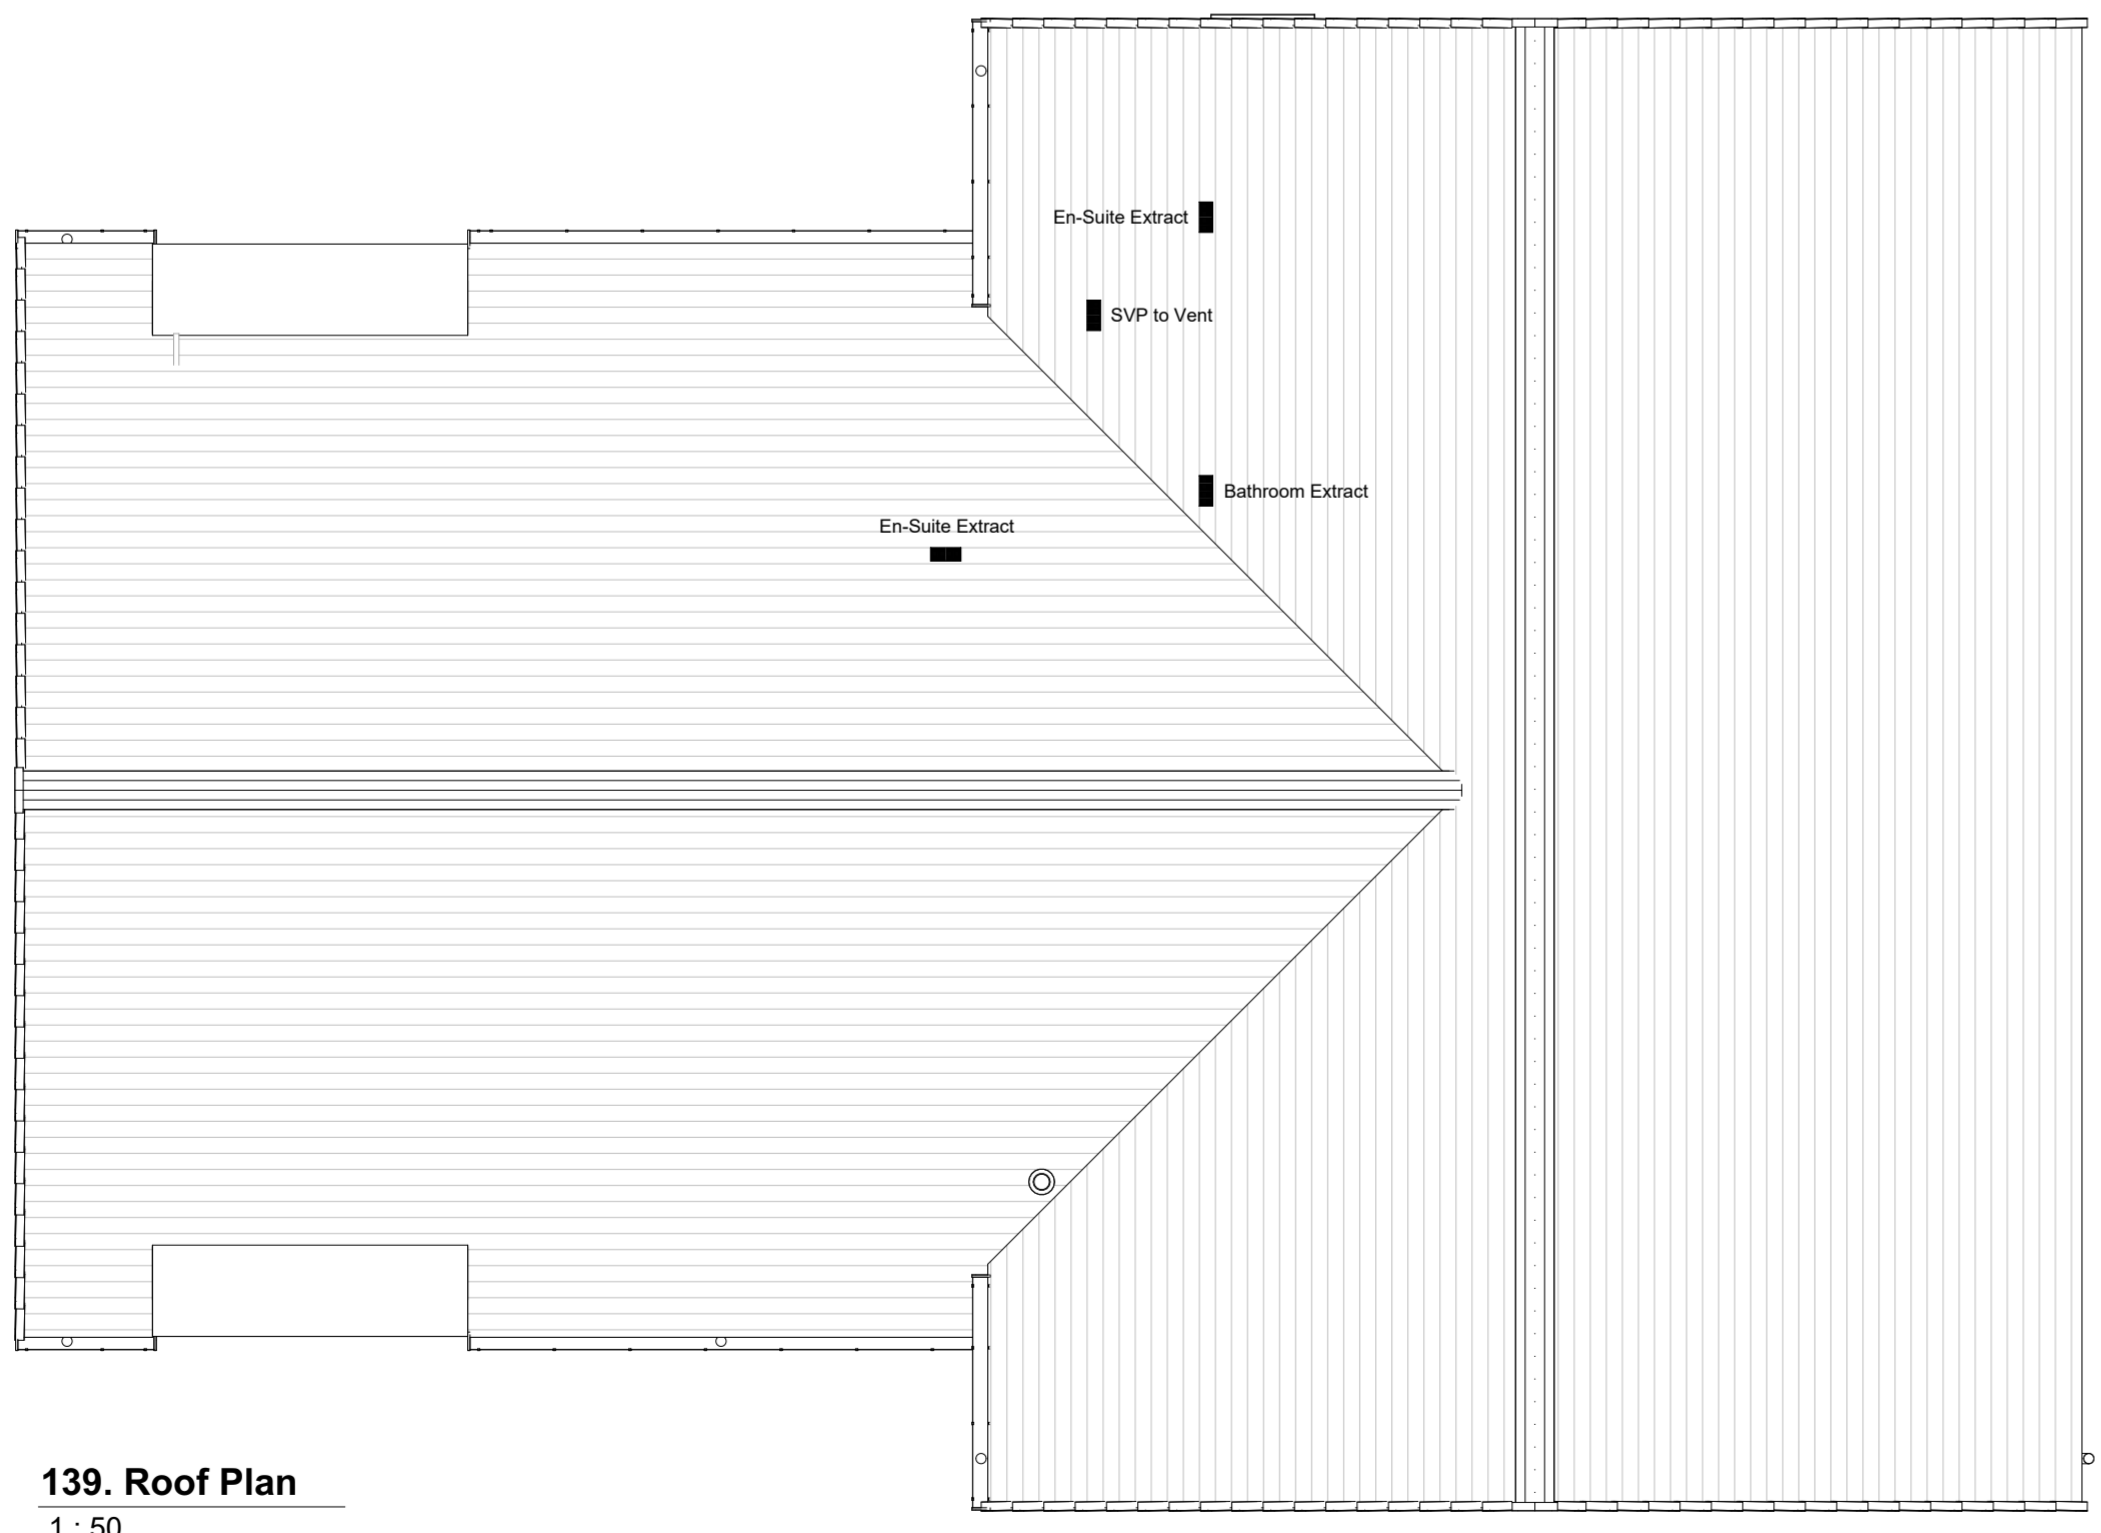 En-Suite Extract
SVP to Vent
Bathroom Extract
En-Suite Extract
139. Roof Plan
1 : 50